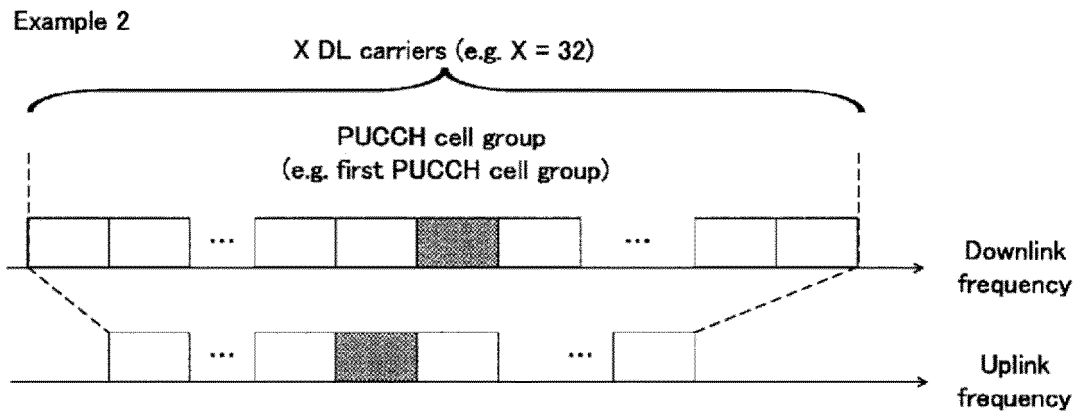 Example 2
X DL carriers (e.g. X = 32)
PUCCH cell group
(e.g. first PUCCH cell group)
... ...
Downlink
frequency
... ...
Uplink
frequency